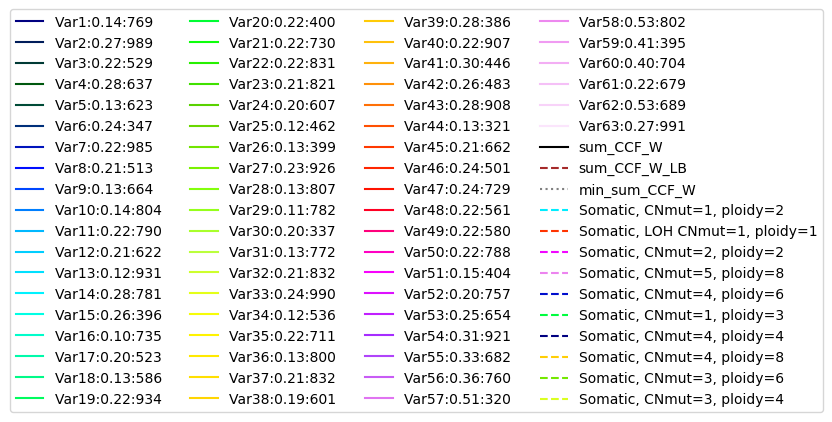 Var1:0.14:769
Var2:0.27:989
Var3:0.22:529
Var4:0.28:637
Var5:0.13:623
Var6:0.24:347
Var7:0.22:985
Var8:0.21:513
Var9:0.13:664
Var10:0.14:804
Var11:0.22:790
Var12:0.21:622
Var13:0.12:931
Var14:0.28:781
Var15:0.26:396
Var16:0.10:735
Var17:0.20:523
Var18:0.13:586
Var19:0.22:934
Var20:0.22:400
Var21:0.22:730
Var22:0.22:831
Var23:0.21:821
Var24:0.20:607
Var25:0.12:462
Var26:0.13:399
Var27:0.23:926
Var28:0.13:807
Var29:0.11:782
Var30:0.20:337
Var31:0.13:772
Var32:0.21:832
Var33:0.24:990
Var34:0.12:536
Var35:0.22:711
Var36:0.13:800
Var37:0.21:832
Var38:0.19:601
Var39:0.28:386
Var40:0.22:907
Var41:0.30:446
Var42:0.26:483
Var43:0.28:908
Var44:0.13:321
Var45:0.21:662
Var46:0.24:501
Var47:0.24:729
Var48:0.22:561
Var49:0.22:580
Var50:0.22:788
Var51:0.15:404
Var52:0.20:757
Var53:0.25:654
Var54:0.31:921
Var55:0.33:682
Var56:0.36:760
Var57:0.51:320
Var58:0.53:802
Var59:0.41:395
Var60:0.40:704
Var61:0.22:679
Var62:0.53:689
Var63:0.27:991
sum_CCF_W
sum_CCF_W_LB
min_sum_CCF_W
Somatic, CNmut=1, ploidy=2
Somatic, LOH CNmut=1, ploidy=1
Somatic, CNmut=2, ploidy=2
Somatic, CNmut=5, ploidy=8
Somatic, CNmut=4, ploidy=6
Somatic, CNmut=1, ploidy=3
Somatic, CNmut=4, ploidy=4
Somatic, CNmut=4, ploidy=8
Somatic, CNmut=3, ploidy=6
Somatic, CNmut=3, ploidy=4